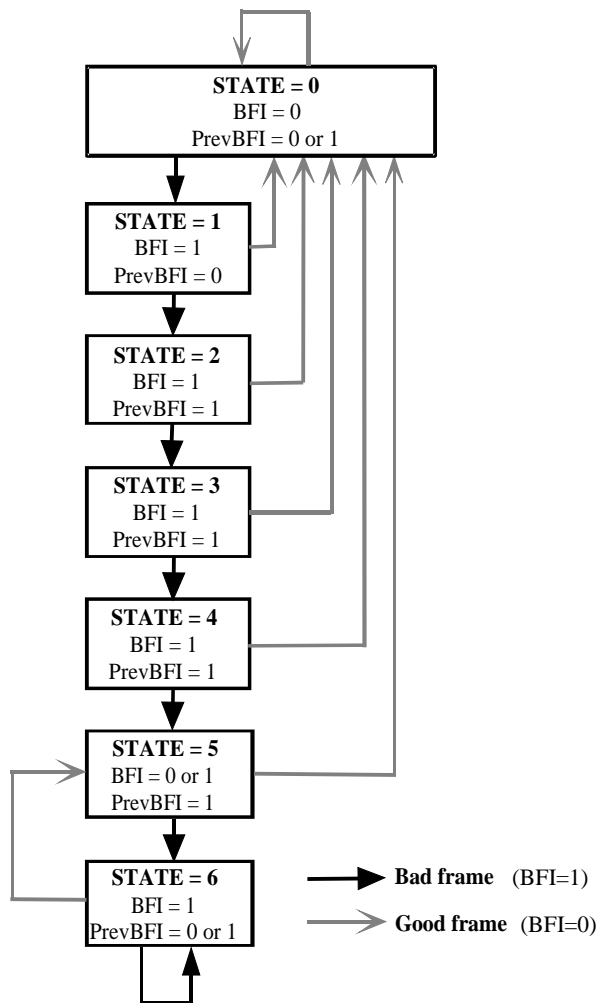 STATE = 0
BFI = 0
PrevBFI = 0 or 1
STATE = 1
BFI = 1
PrevBFI = 0
STATE = 2
BFI = 1
PrevBFI = 1
STATE = 3
BFI = 1
PrevBFI = 1
STATE = 4
BFI = 1
PrevBFI = 1
STATE = 5
BFI = 0 or 1
PrevBFI = 1
STATE = 6
BFI = 1
PrevBFI = 0 or 1
Bad frame (BFI=1)
Good frame (BFI=0)